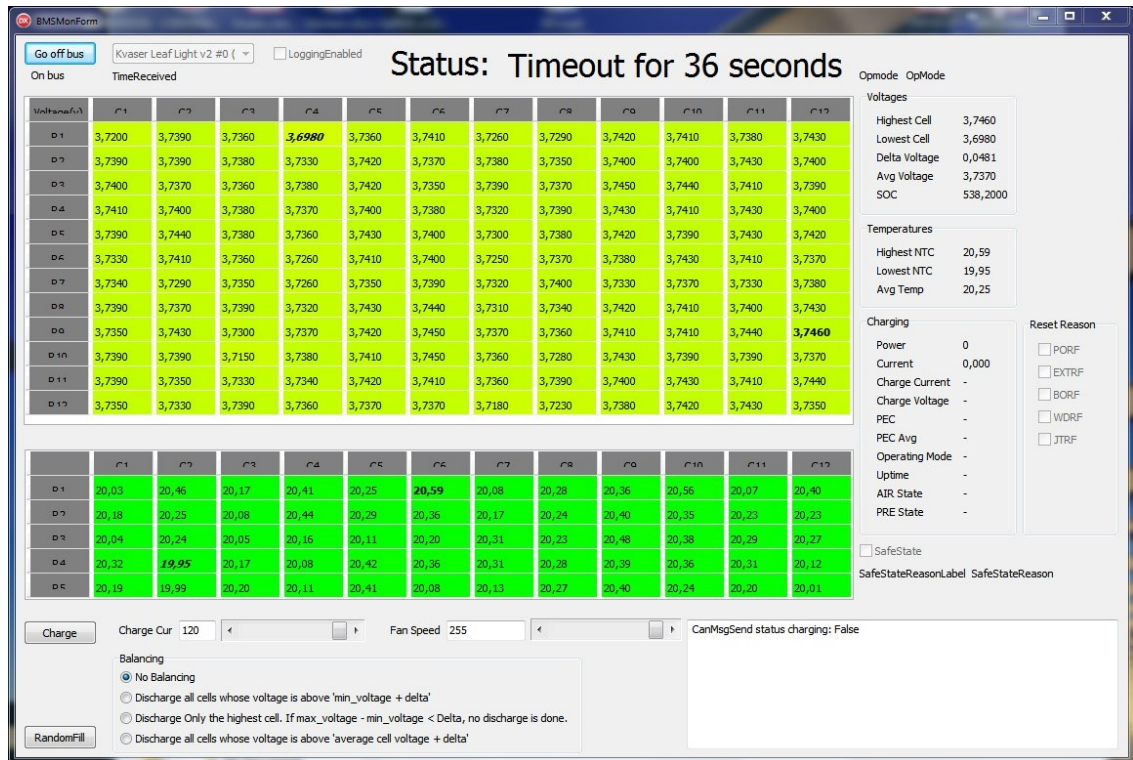 BMSMonForm
Go off bus Kvaser Leaf Light v2 #0 ( LoggingEnabled Status: Timeout for 36 seconds
On bus TimeReceived Opmode OpMode
Voltage(v) C1 C2 C3 C4 C5 C6 C7 C8 C9 C10 C11 C12
D1 3,7200 3,7390 3,7360 3,6980 3,7360 3,7410 3,7260 3,7290 3,7420 3,7410 3,7380 3,7430
D2 3,7390 3,7390 3,7380 3,7330 3,7420 3,7370 3,7380 3,7350 3,7400 3,7400 3,7430 3,7400
D3 3,7400 3,7370 3,7360 3,7380 3,7420 3,7350 3,7390 3,7370 3,7450 3,7440 3,7410 3,7390
D4 3,7410 3,7400 3,7380 3,7370 3,7400 3,7380 3,7320 3,7390 3,7430 3,7410 3,7430 3,7400
D5 3,7390 3,7440 3,7380 3,7360 3,7430 3,7400 3,7300 3,7380 3,7420 3,7390 3,7430 3,7420
D6 3,7330 3,7410 3,7360 3,7260 3,7410 3,7400 3,7250 3,7370 3,7380 3,7430 3,7410 3,7370
D7 3,7340 3,7290 3,7350 3,7260 3,7350 3,7390 3,7320 3,7400 3,7330 3,7370 3,7330 3,7380
D8 3,7390 3,7370 3,7390 3,7320 3,7430 3,7440 3,7310 3,7340 3,7420 3,7410 3,7400 3,7430
D9 3,7350 3,7430 3,7300 3,7370 3,7420 3,7450 3,7370 3,7360 3,7410 3,7410 3,7440 3,7460
D10 3,7390 3,7390 3,7150 3,7380 3,7410 3,7450 3,7360 3,7280 3,7430 3,7390 3,7390 3,7370
D11 3,7390 3,7350 3,7330 3,7340 3,7420 3,7410 3,7360 3,7390 3,7400 3,7430 3,7410 3,7440
D12 3,7350 3,7330 3,7390 3,7360 3,7370 3,7370 3,7180 3,7230 3,7380 3,7420 3,7430 3,7350
C1 C2 C3 C4 C5 C6 C7 C8 C9 C10 C11 C12
D1 20,03 20,46 20,17 20,41 20,25 20,59 20,08 20,28 20,36 20,56 20,07 20,40
D2 20,18 20,25 20,08 20,44 20,29 20,36 20,17 20,24 20,40 20,35 20,23 20,23
D3 20,04 20,24 20,05 20,16 20,11 20,20 20,31 20,23 20,48 20,38 20,29 20,27
D4 20,32 19,95 20,17 20,08 20,42 20,36 20,31 20,28 20,39 20,36 20,31 20,12
D5 20,19 19,99 20,20 20,11 20,41 20,08 20,13 20,27 20,40 20,24 20,20 20,01
Voltages
Highest Cell 3,7460
Lowest Cell 3,6980
Delta Voltage 0,0481
Avg Voltage 3,7370
SOC 538,2000
Temperatures
Highest NTC 20,59
Lowest NTC 19,95
Avg Temp 20,25
Charging
Power 0
Current 0,000
Charge Current -
Charge Voltage -
PEC -
PEC Avg -
Operating Mode -
Uptime -
AIR State -
PRE State -
Reset Reason
PORF
EXTRF
BORF
WDRF
JTRF
SafeState
SafeStateReasonLabel SafeStateReason
Charge Charge Cur 120 Fan Speed 255
CanMsgSend status charging: False
Balancing
No Balancing
Discharge all cells whose voltage is above 'min_voltage + delta'
Discharge Only the highest cell. If max_voltage - min_voltage < Delta, no discharge is done.
Discharge all cells whose voltage is above 'average cell voltage + delta'
RandomFill